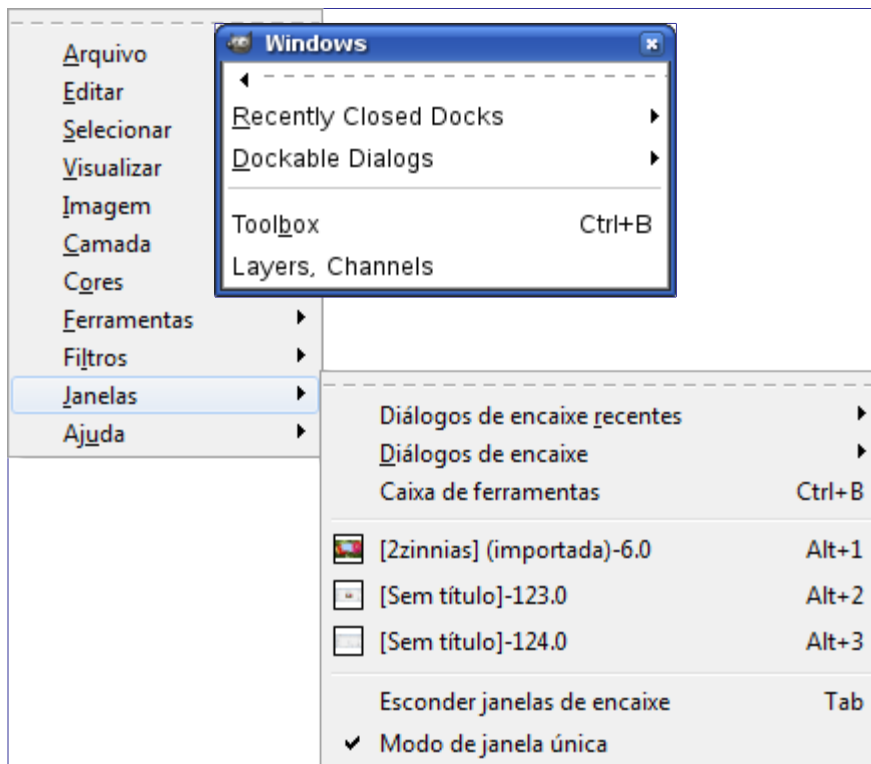 Arquivo
Editar
Selecionar
Visualizar
Imagem
Camada
Cores
Ferramentas
Filtros
Janelas
Ajuda
Windows
Recently Closed Docks
Dockable Dialogs
Toolbox Ctrl+B
Layers, Channels
Diálogos de encaixe recentes
Diálogos de encaixe
Caixa de ferramentas Ctrl+B
[2zinnias] (importada)-6.0 Alt+1
[Sem título]-123.0 Alt+2
[Sem título]-124.0 Alt+3
Esconder janelas de encaixe Tab
Modo de janela única